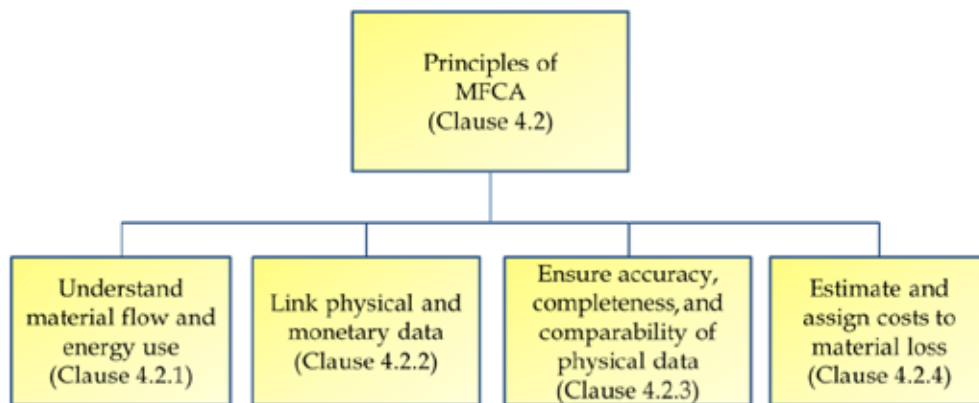 Principles of
MFCA
(Clause 4.2)
Understand
material flow and
energy use
(Clause 4.2.1)
Link physical and
monetary data
(Clause 4.2.2)
Ensure accuracy,
completeness, and
comparability of
physical data
(Clause 4.2.3)
Estimate and
assign costs to
material loss
(Clause 4.2.4)